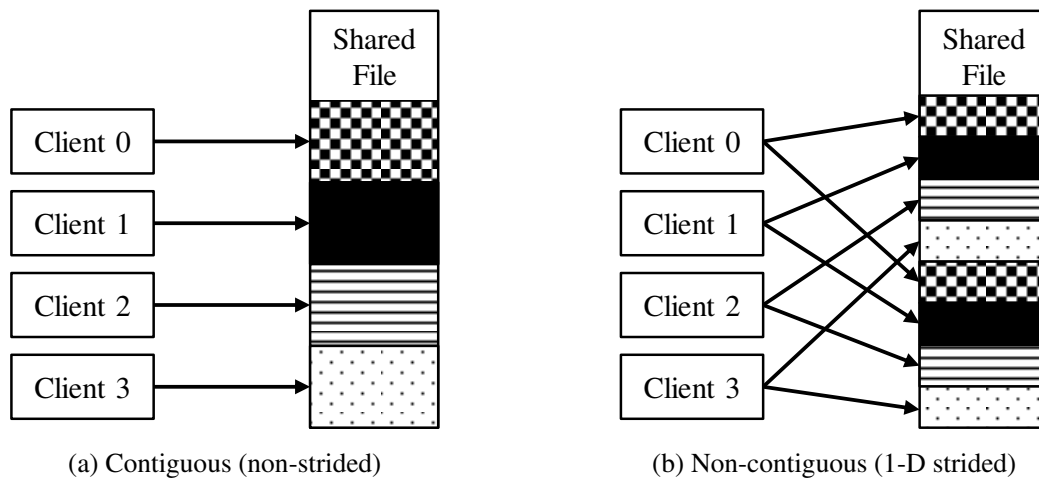 Shared
File
Client 0
Client 1
Client 2
Client 3
(a) Contiguous (non-strided)
Shared
File
Client 0
Client 1
Client 2
Client 3
(b) Non-contiguous (1-D strided)